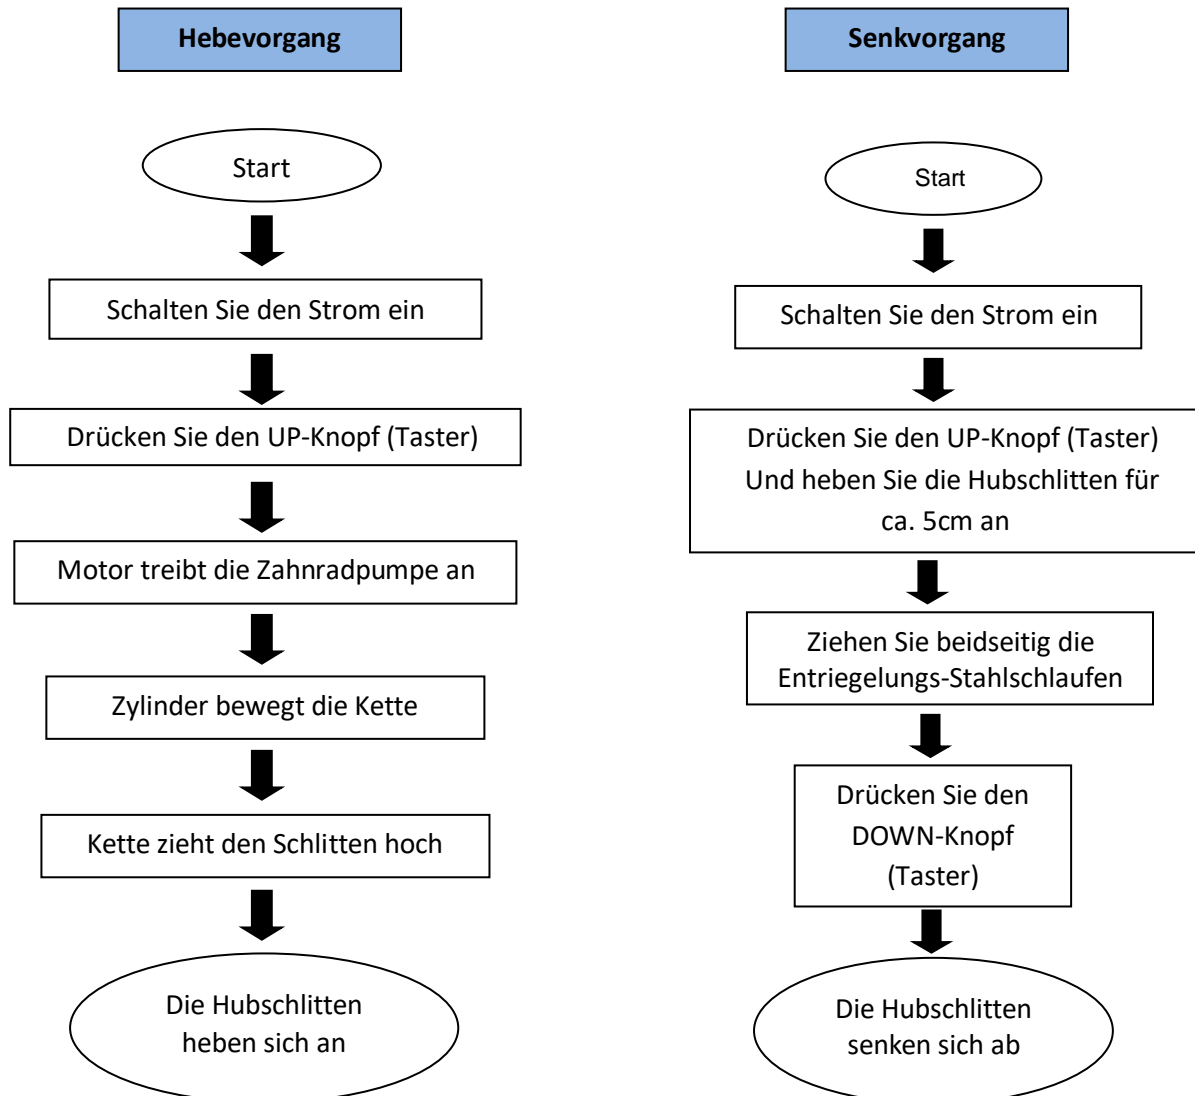 Hebevorgang
Start
Schalten Sie den Strom ein
Drücken Sie den UP-Knopf (Taster)
Motor treibt die Zahnradpumpe an
Zylinder bewegt die Kette
Kette zieht den Schlitten hoch
Die Hubschlitten
heben sich an
Senkvorgang
Start
Schalten Sie den Strom ein
Drücken Sie den UP-Knopf (Taster)
Und heben Sie die Hubschlitten für
ca. 5cm an
Ziehen Sie beidseitig die
Entriegelungs-Stahlschlaufen
Drücken Sie den
DOWN-Knopf
(Taster)
Die Hubschlitten
senken sich ab